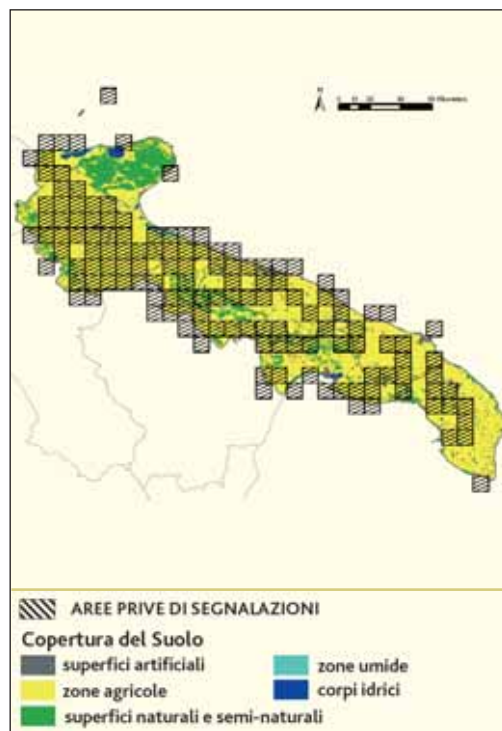 N
AREE PRIVE DI SEGNALAZIONI
Copertura del Suolo
superfici artificiali
zone umide
zone agricole
corpi idrici
superfici naturali e semi-naturali